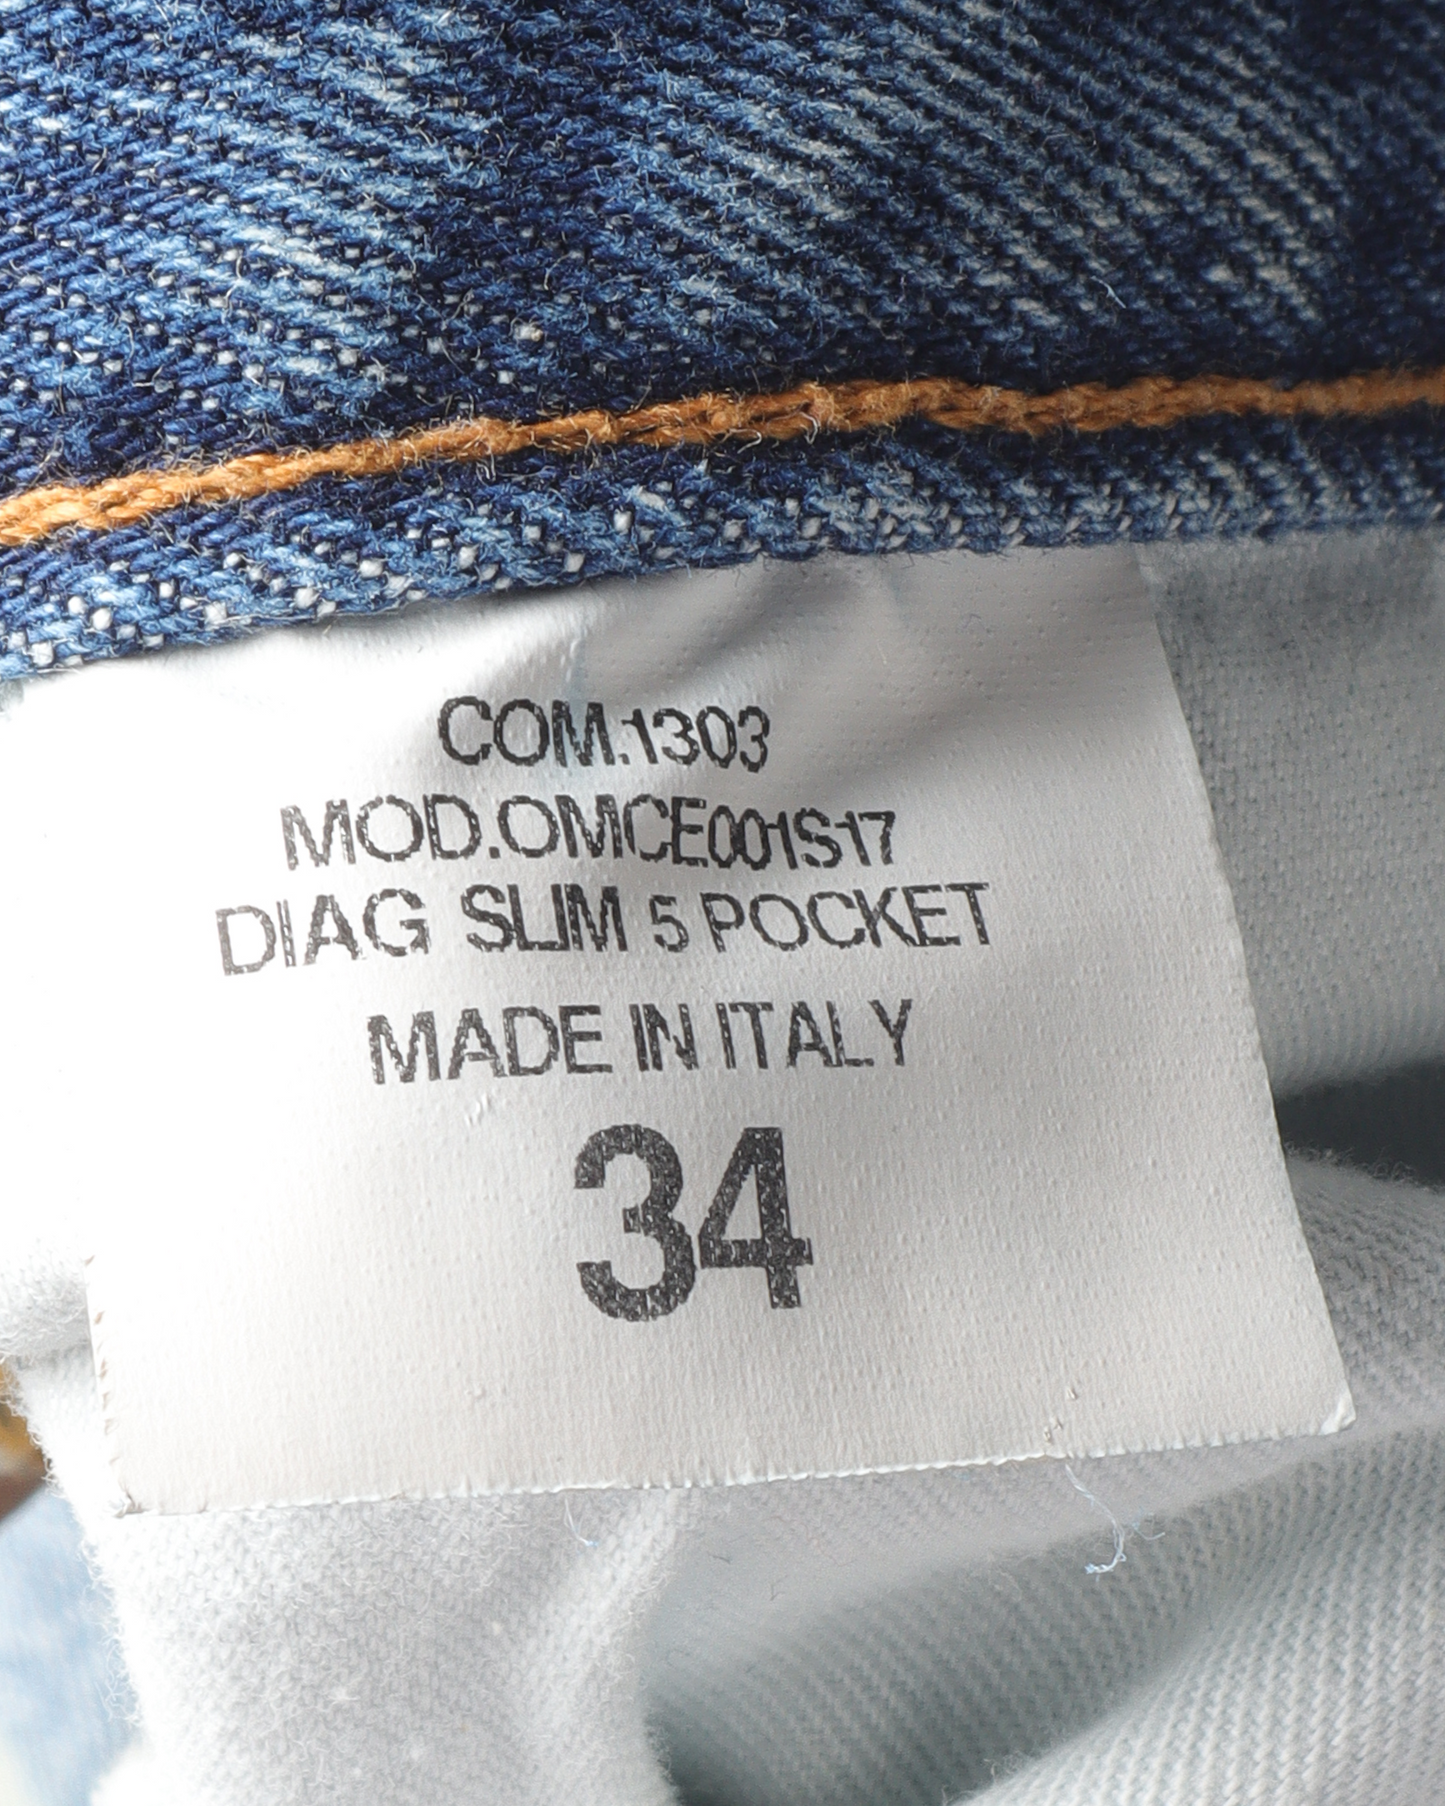 COM.1303
MOD.OMCE001S17
DIAG SLIM 5 POCKET
MADE IN ITALY
34